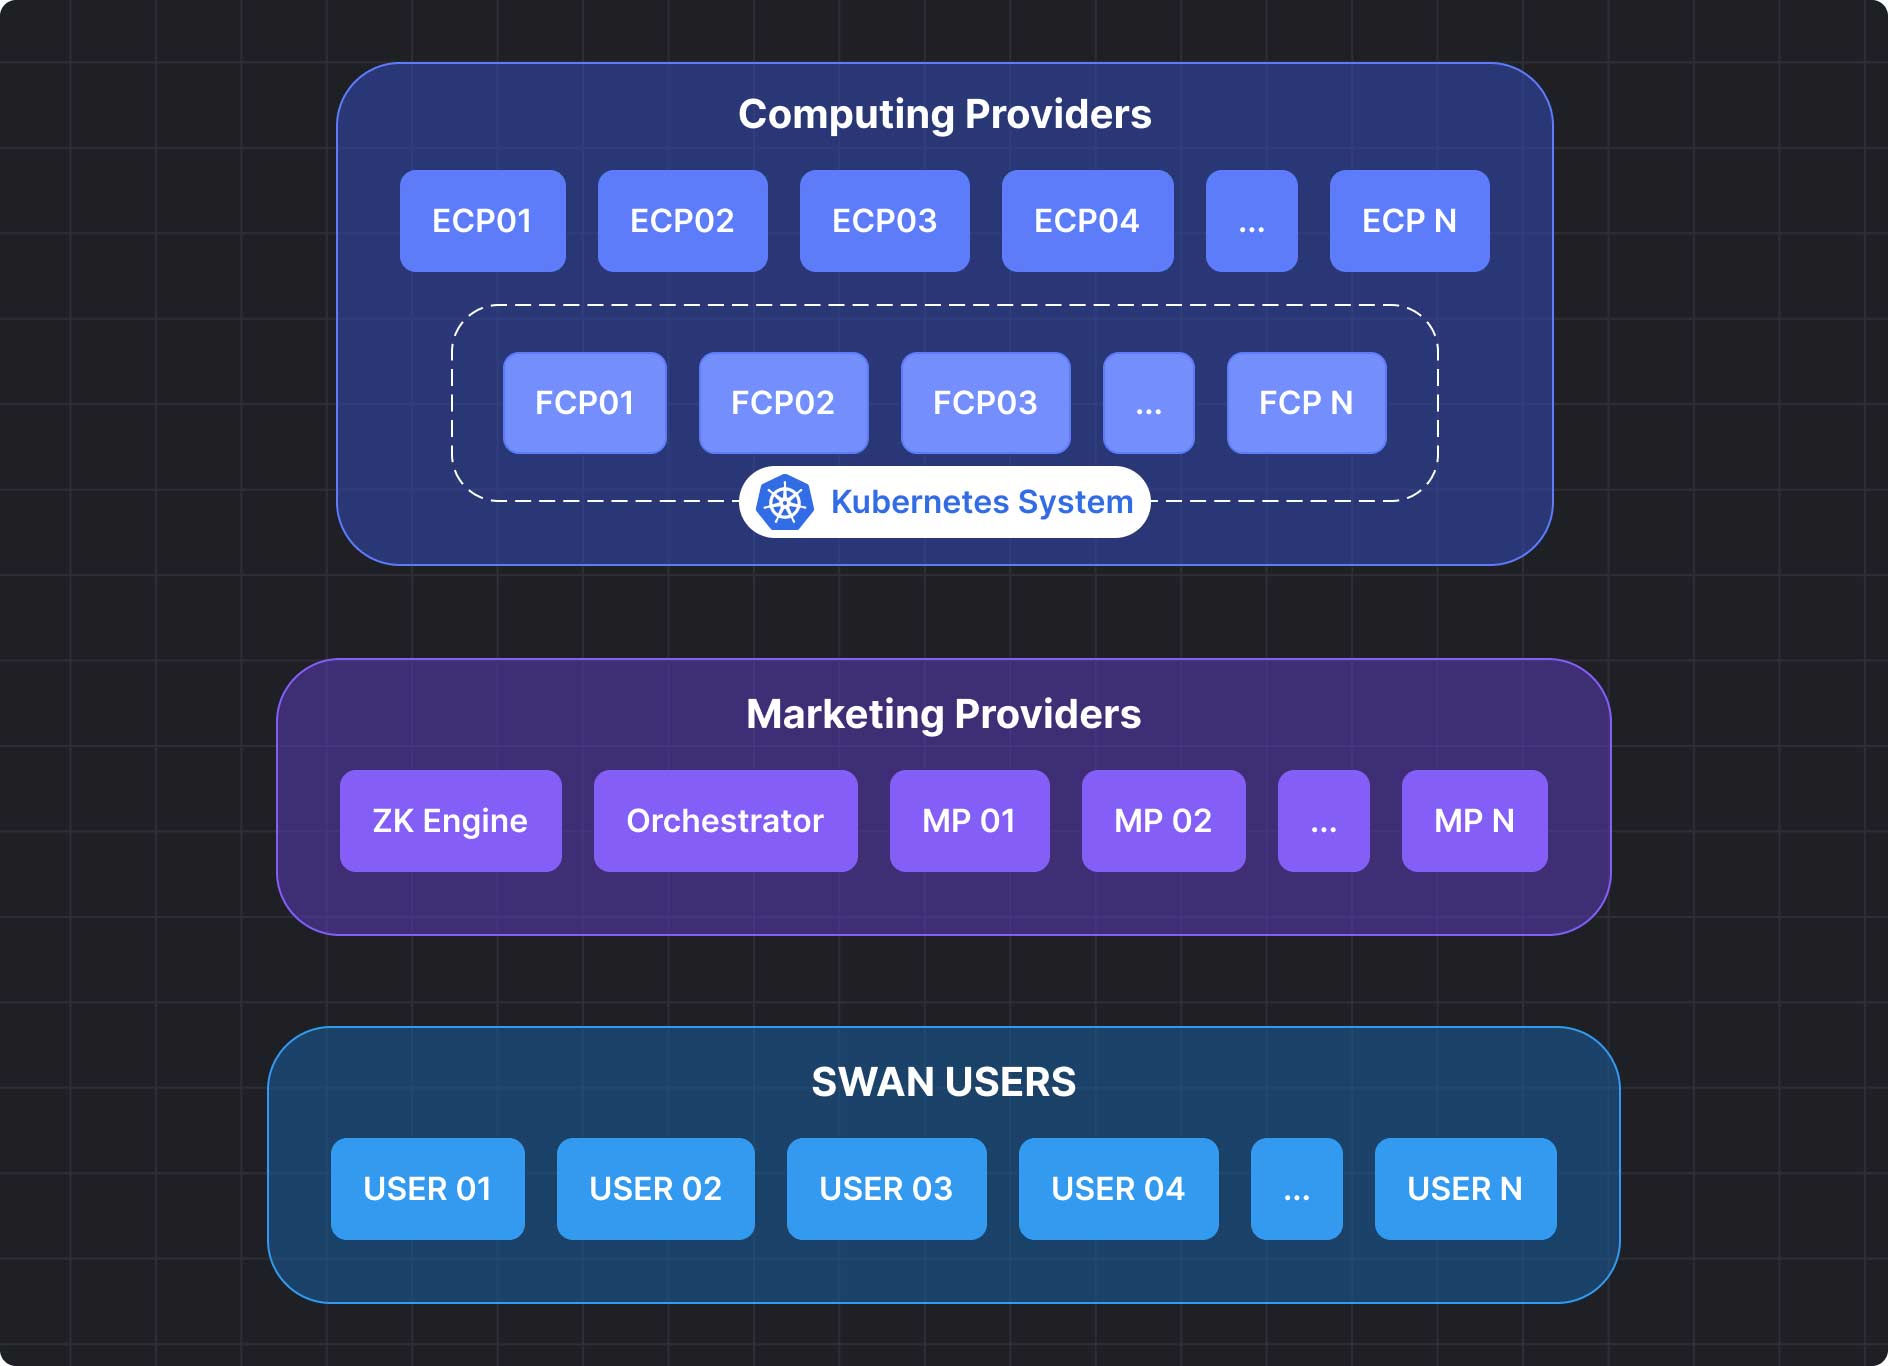 Computing Providers
ECP01 ECP02 ECP03 ECP04 ... ECP N
FCP01 FCP02 FCP03 ... FCP N
Kubernetes System
Marketing Providers
ZK Engine Orchestrator MP 01 MP 02 ... MP N
SWAN USERS
USER 01 USER 02 USER 03 USER 04 ... USER N